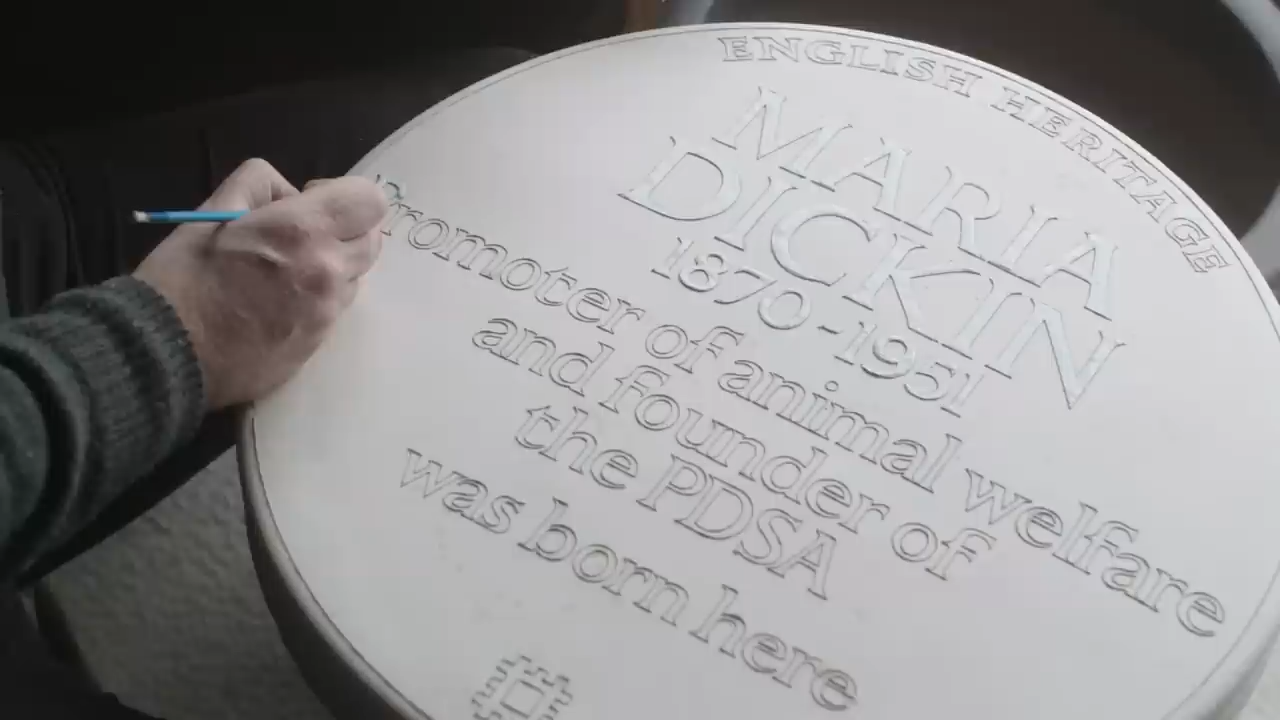 ENGLISH HERITAGE
MARIA
DICKIN
1870-1951
Promoter of animal welfare
and founder of
the PDSA
was born here